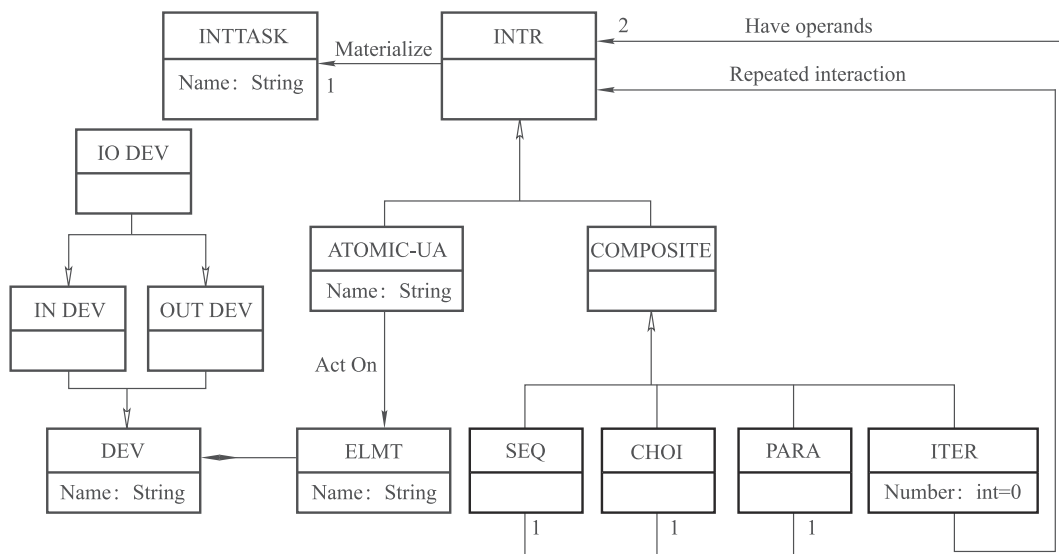 INTTASK
Name: String
Materialize
1
INTR
2
Have operands
Repeated interaction
IO DEV
IN DEV
OUT DEV
ATOMIC-UA
Name: String
COMPOSITE
Act On
DEV
Name: String
ELMT
Name: String
SEQ
CHOI
PARA
ITER
Number: int=0
1
1
1